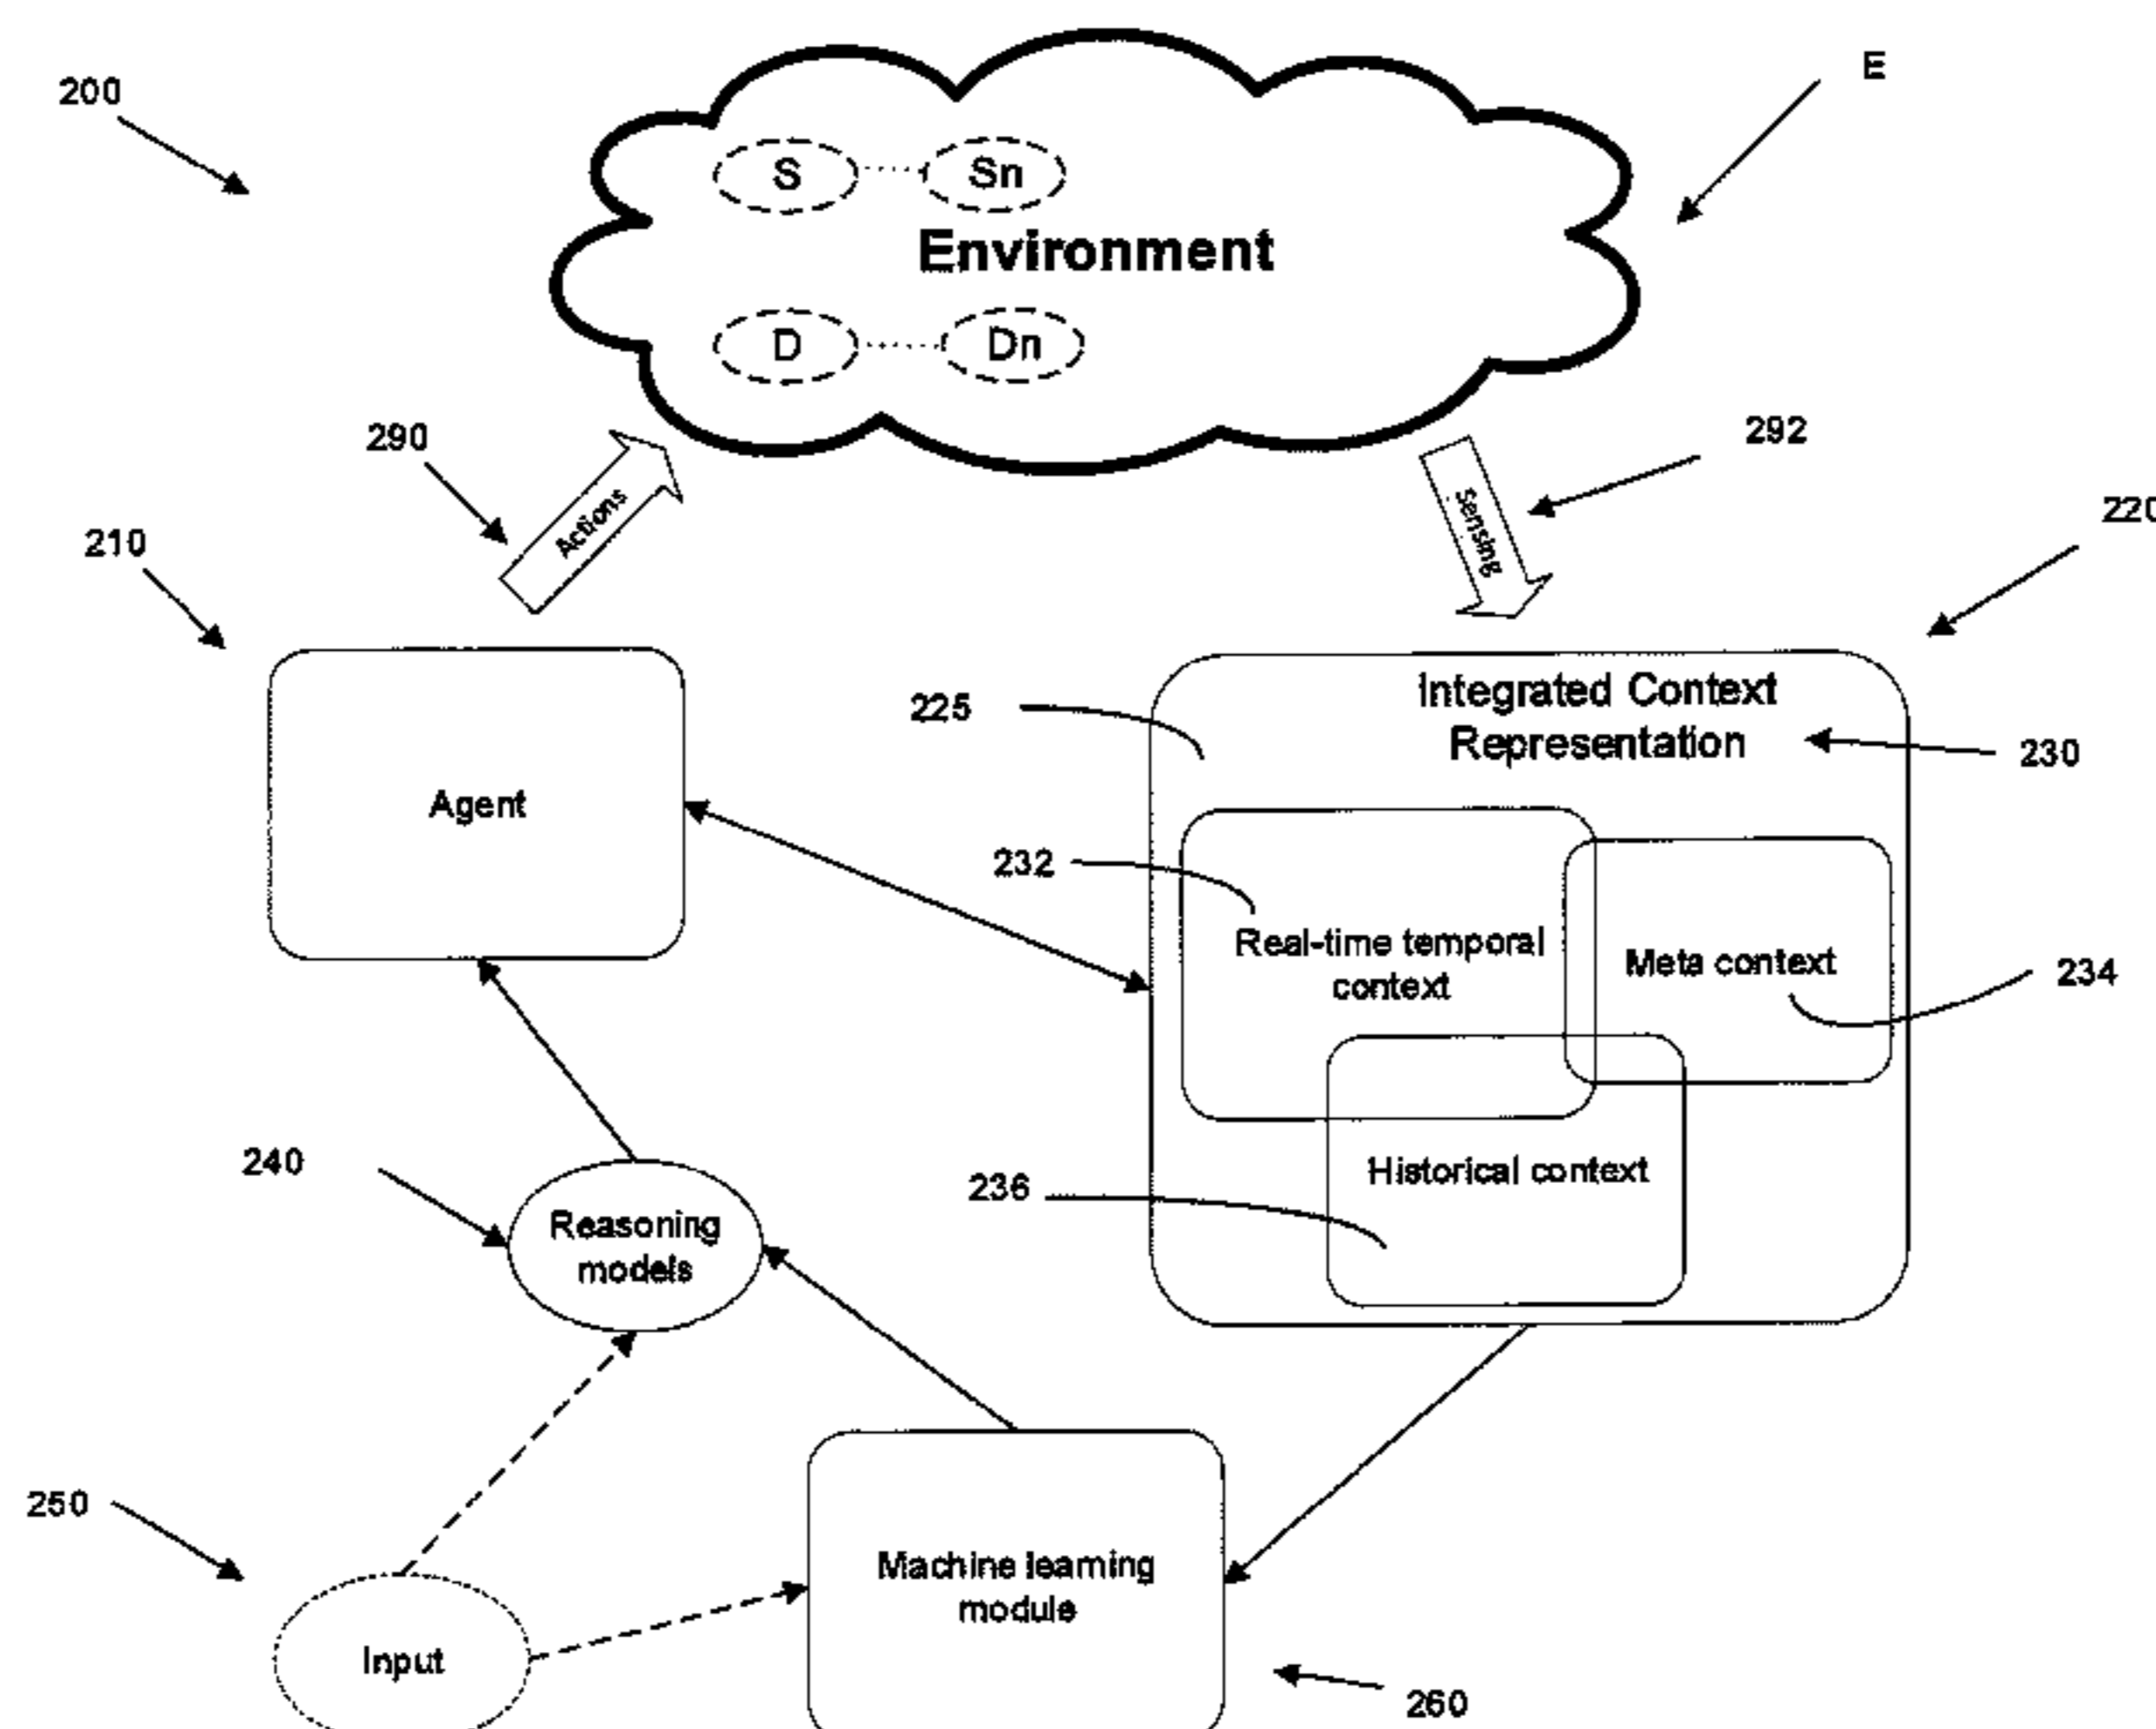 200
E
S
Sn
Environment
D
Dn
290
Actions
292
Sensing
220
210
225
Integrated Context
Representation
230
Agent
232
Real-time temporal
context
Meta context
234
240
236
Historical context
Reasoning
models
250
Machine learning
module
Input
260